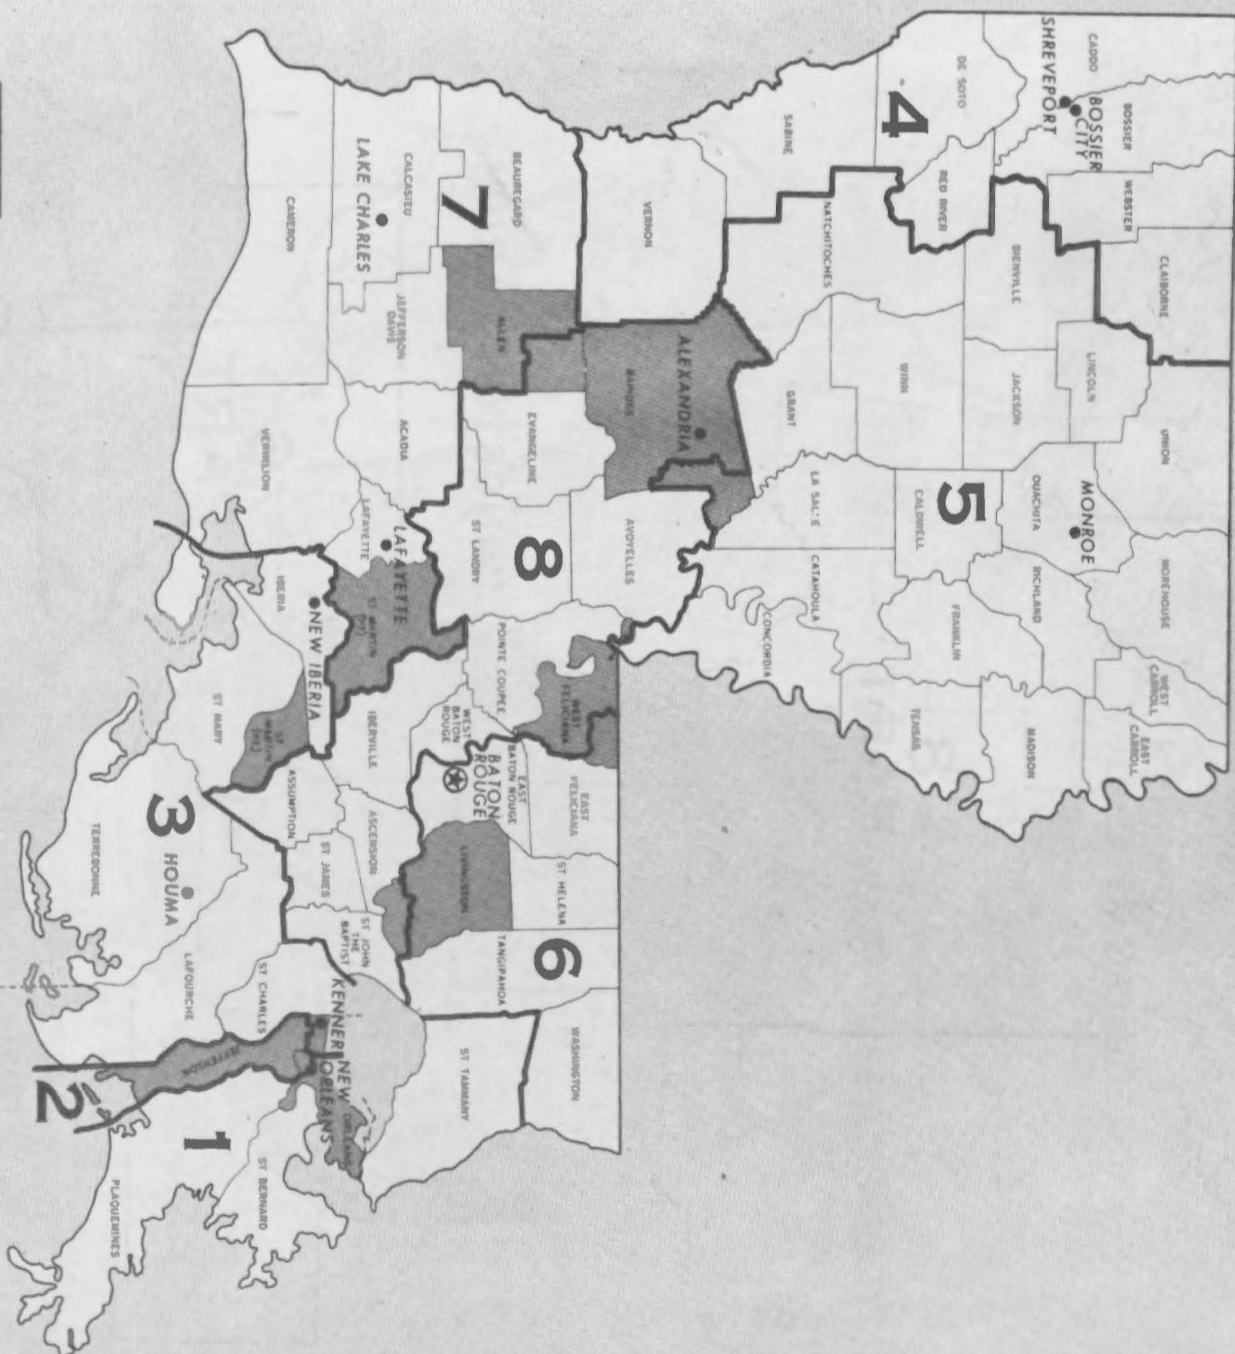 CADDO
BOSSIER
WEBSTER
CLAIBORNE
UNION
MOREHOUSE
WEST
CARROLL
EAST
CARROLL
SHREVEPORT
BOSSIER
CITY
LINCOLN
MONROE
OUACHITA
RICHLAND
MADISON
DE SOTO
RED RIVER
BIENVILLE
JACKSON
4
5
CALDWELL
FRANKLIN
TENSAS
SABINE
NATCHITOCHES
WINN
GRANT
LA SALLE
CATAHOULA
CONCORDIA
VERNON
ALEXANDRIA
RAPIDES
AVOYELLES
BEAUREGARD
ALLEN
EVANGELINE
8
ST LANDRY
POINTE COUPEE
WEST
FELICIANA
EAST
FELICIANA
ST HELENA
6
TANGIPAHOA
WASHINGTON
7
CALCASIEU
LAKE CHARLES
JEFFERSON
DAVIS
ACADIA
LAFAYETTE
LAFAYETTE
ST
MARTIN
WEST
BATON
ROUGE
EAST
BATON ROUGE
BATON
ROUGE
LIVINGSTON
ST TAMMANY
CAMERON
VERMILION
IBERIA
NEW IBERIA
IBERVILLE
ASCENSION
ST JAMES
ST JOHN
THE
BAPTIST
ST MARY
ST
MARTIN
ASSUMPTION
ST CHARLES
KENNER
NEW
ORLEANS
ORLEANS
3
HOUMA
TERREBONNE
LAFOURCHE
JEFFERSON
2
1
ST BERNARD
PLAQUEMINES